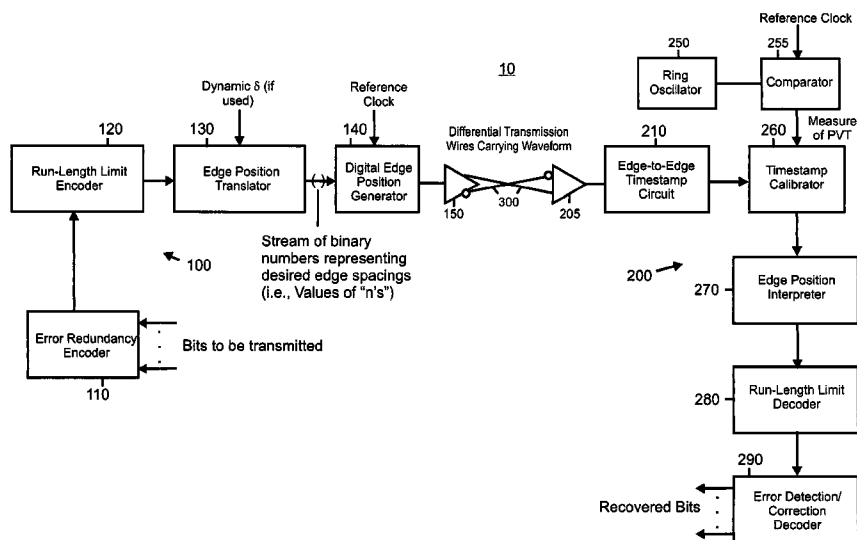 Reference Clock
10
250
255
Ring
Oscillator
Comparator
Dynamic δ (if
used)
Reference
Clock
Measure
of PVT
120
130
140
Differential Transmission
Wires Carrying Waveform
210
260
Run-Length Limit
Encoder
Edge Position
Translator
Digital Edge
Position
Generator
150
300
205
Edge-to-Edge
Timestamp
Circuit
Timestamp
Calibrator
Stream of binary
numbers representing
desired edge spacings
(i.e., Values of "n's")
100
200
270
Edge Position
Interpreter
Error Redundancy
Encoder
Bits to be transmitted
110
280
Run-Length Limit
Decoder
290
Recovered Bits
Error Detection/
Correction
Decoder